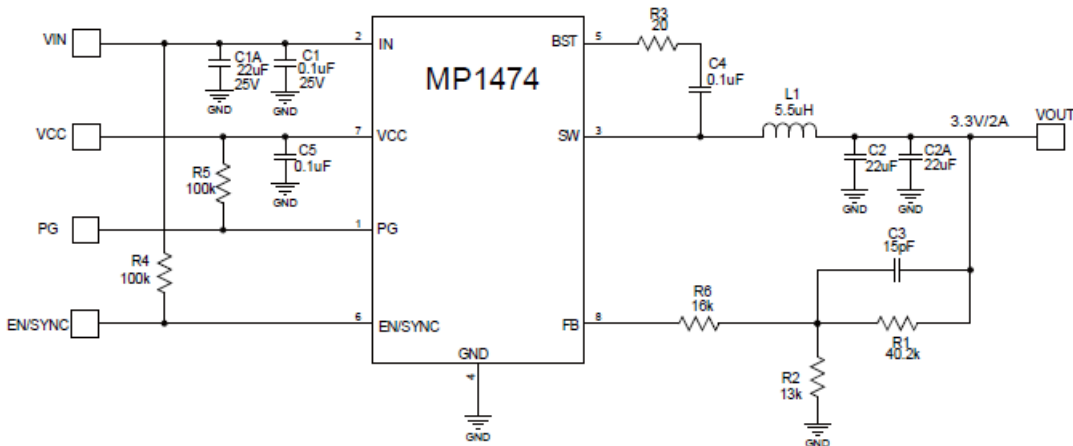 VIN
2
IN
C1A
22uF
25V
C1
0.1uF
25V
GND
GND
MP1474
BST
5
R3
20
C4
0.1uF
VCC
7
VCC
C5
0.1uF
GND
R5
100k
SW
3
L1
5.5uH
3.3V/2A
VOUT
C2
22uF
C2A
22uF
GND
GND
PG
1
PG
R4
100k
C3
15pF
EN/SYNC
6
EN/SYNC
FB
8
R6
16k
R1
40.2k
GND
4
GND
R2
13k
GND